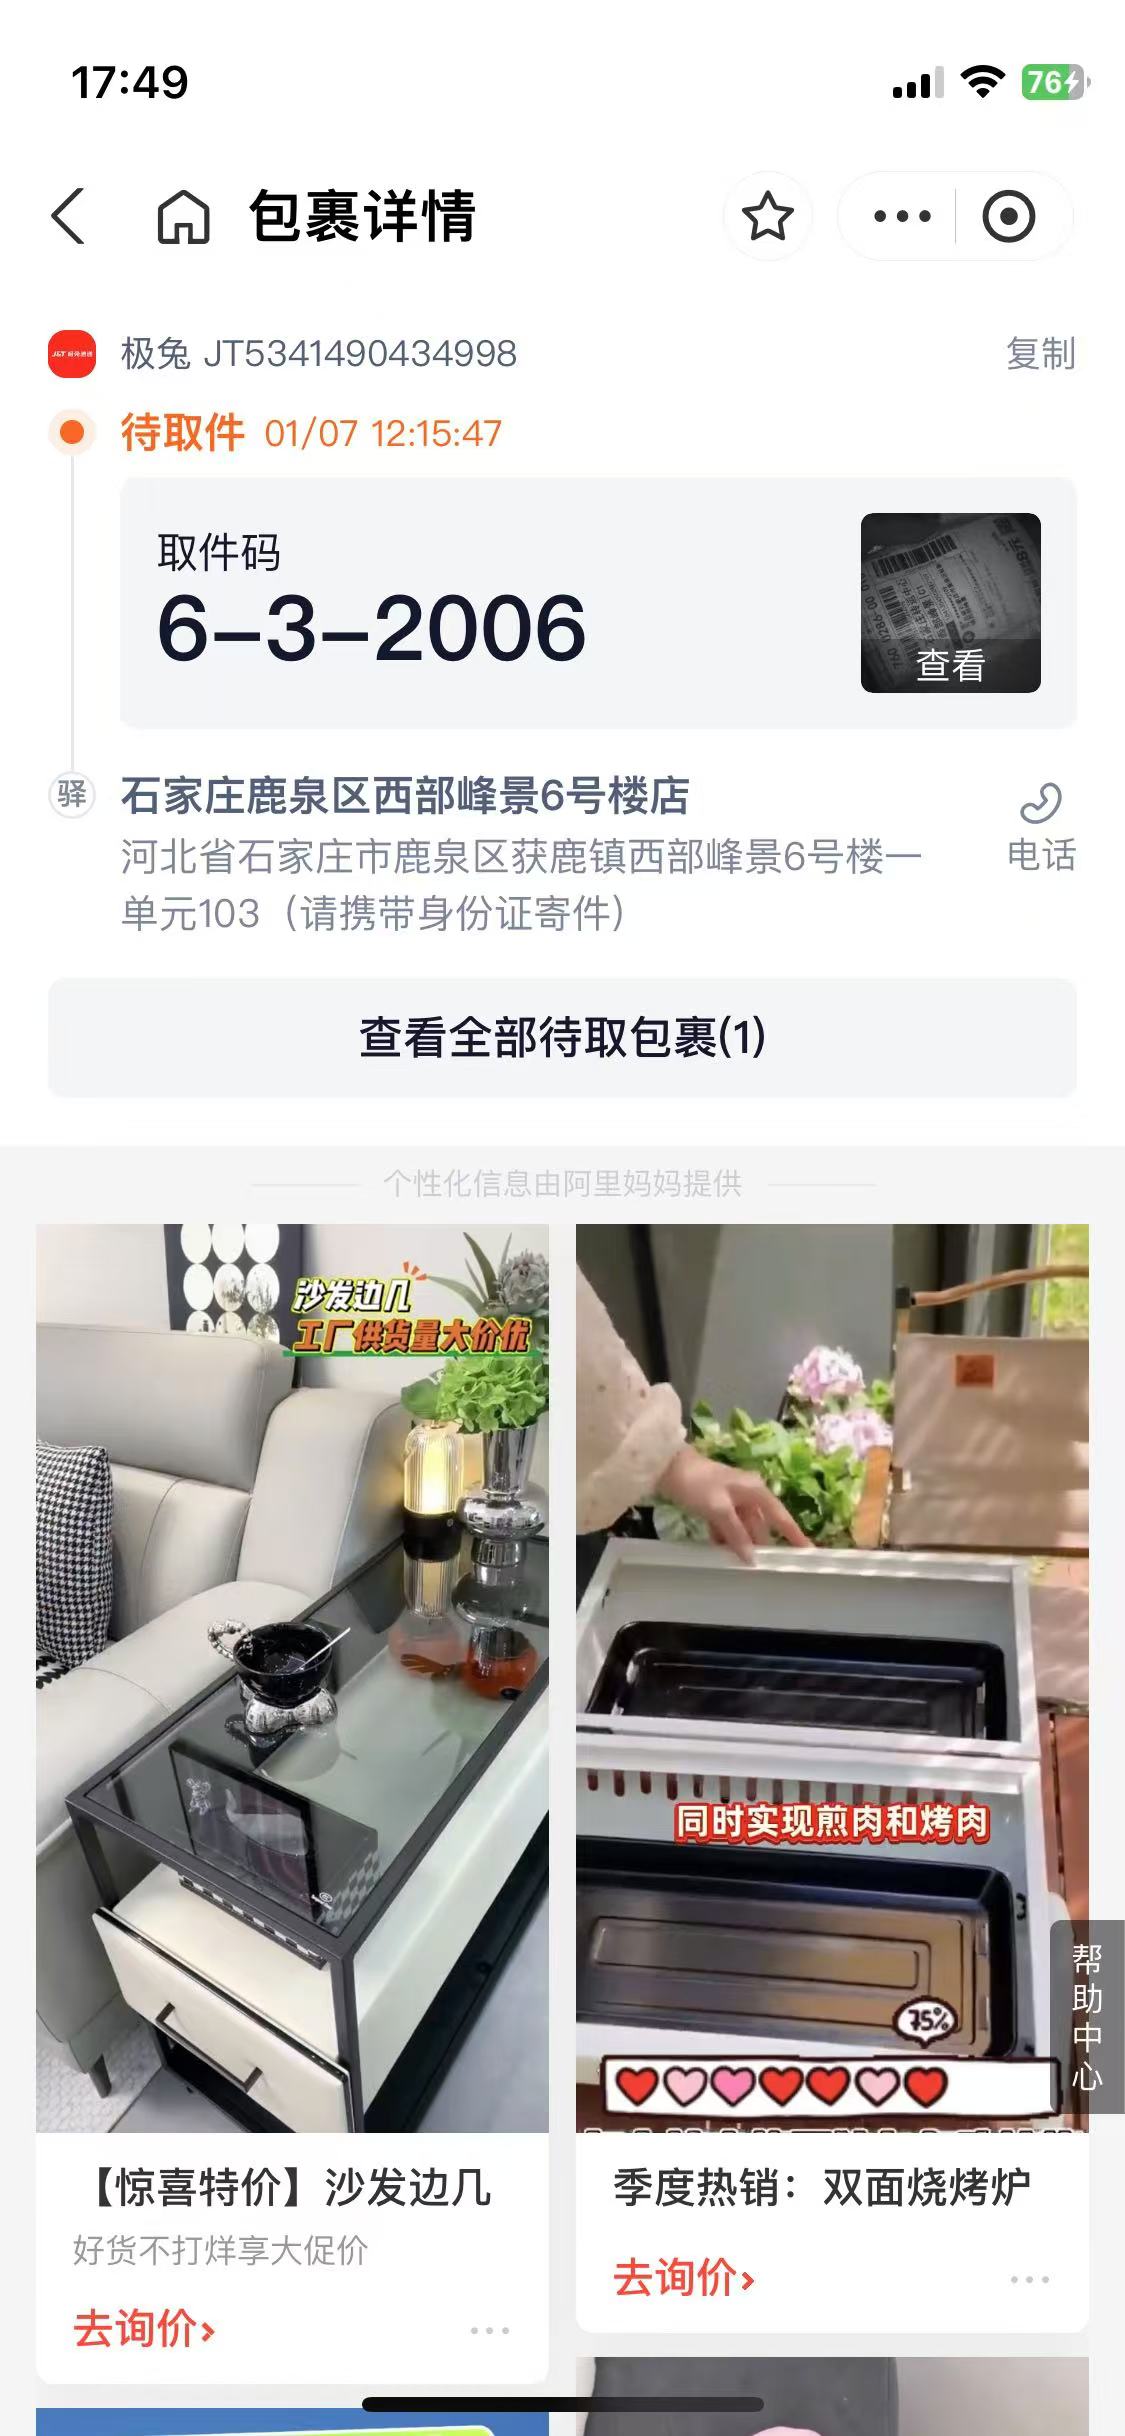 17:49
76
包裹详情
极兔 JT5341490434998
复制
待取件 01/07 12:15:47
取件码
6-3-2006
查看
驿
石家庄鹿泉区西部峰景6号楼店
河北省石家庄市鹿泉区获鹿镇西部峰景6号楼一
单元103（请携带身份证寄件）
电话
查看全部待取包裹(1)
个性化信息由阿里妈妈提供
沙发边几
工厂供货量大价优
同时实现煎肉和烤肉
75%
帮助中心
【惊喜特价】沙发边几
好货不打烊享大促价
去询价›
季度热销：双面烧烤炉
去询价›